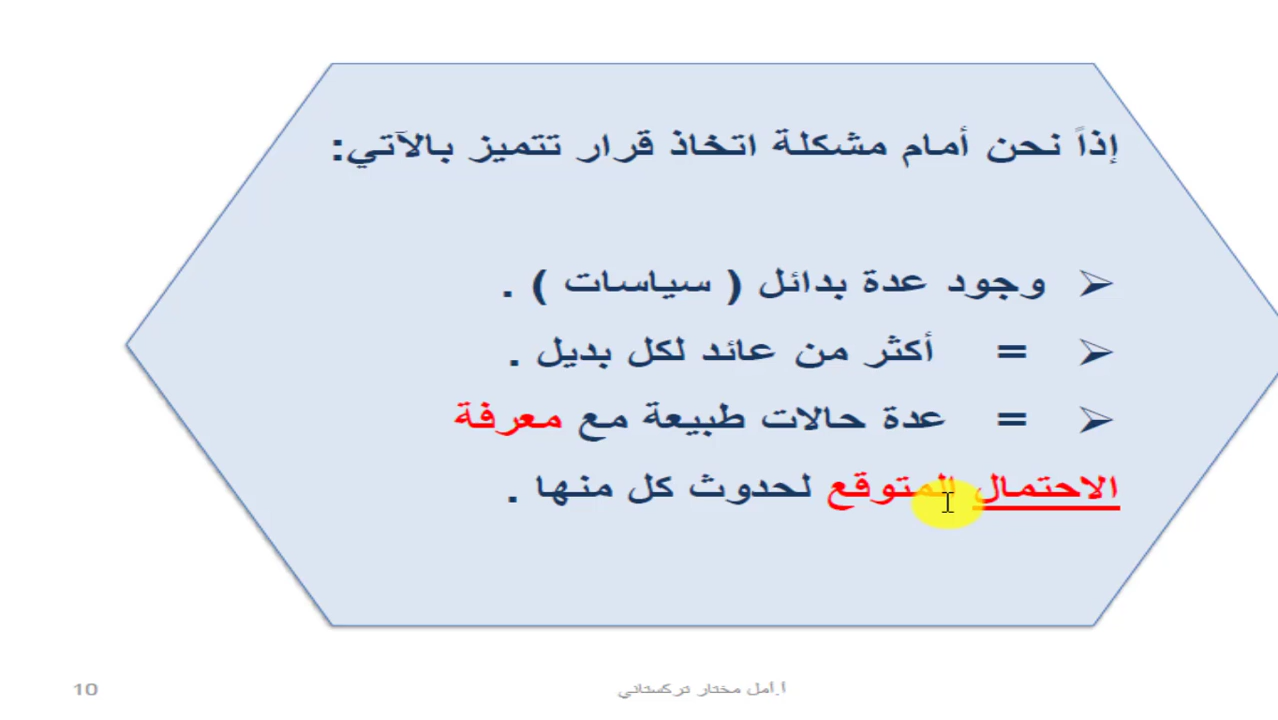 إذاً نحن أمام مشكلة اتخاذ قرار تتميز بالآتي:
وجود عدة بدائل ( سياسات ) .
= أكثر من عائد لكل بديل .
= عدة حالات طبيعة مع معرفة
الاحتمال المتوقع لحدوث كل منها .
أ.أمل مختار تركستاني
10